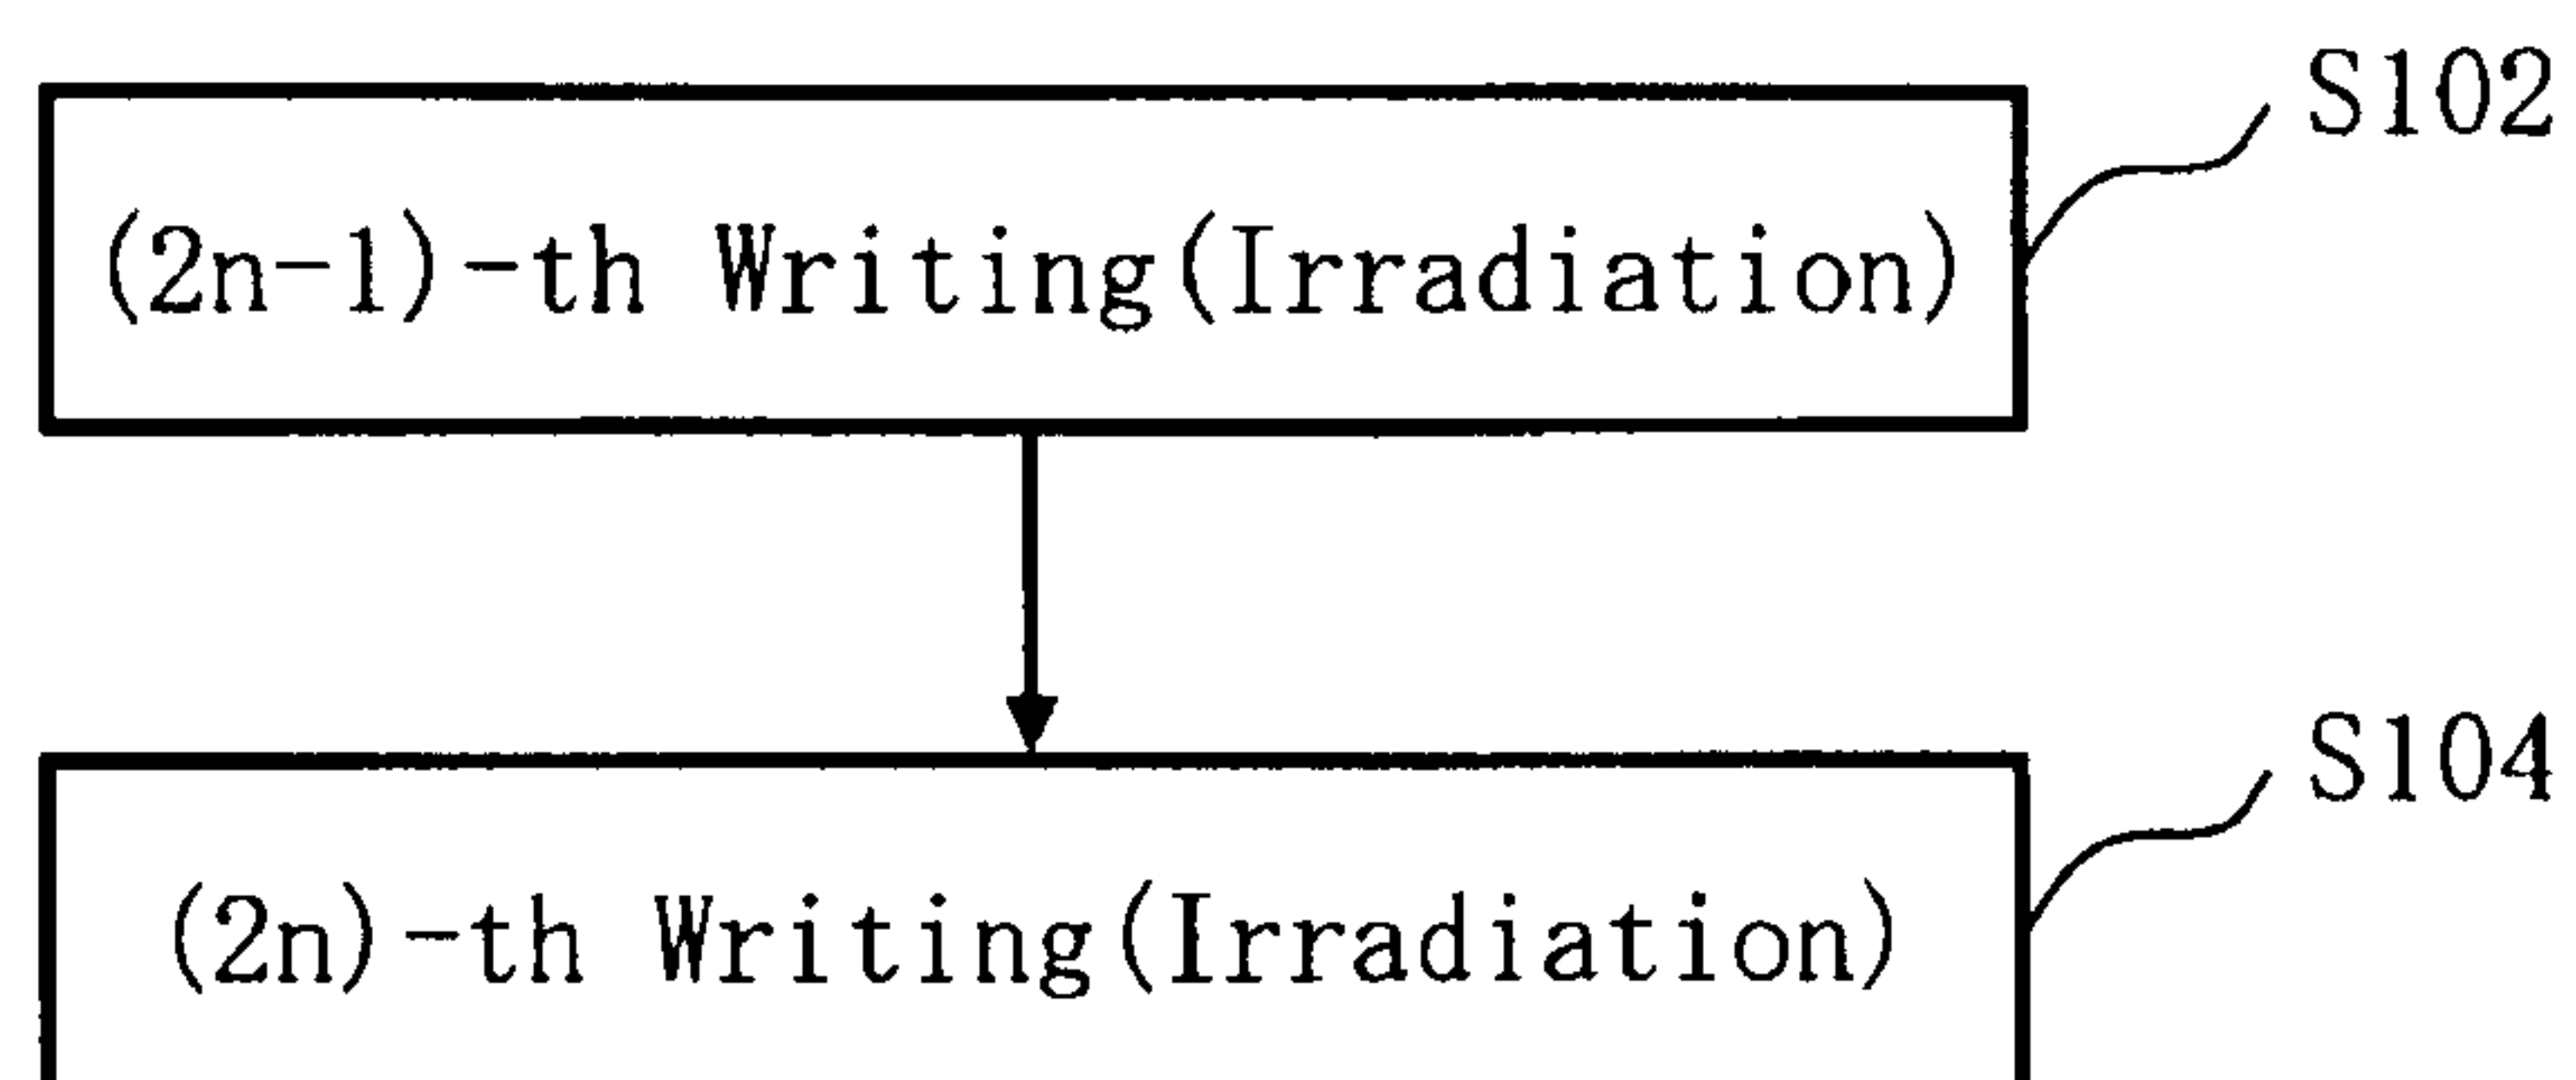 S102
(2n-1)-th Writing(Irradiation)
S104
(2n)-th Writing(Irradiation)